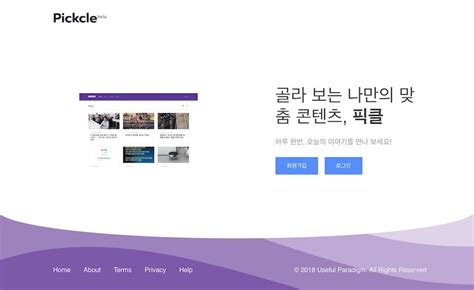 Pickcle beta
골라 보는 나만의 맞
춤 콘텐츠, 픽클
하루 한번, 오늘의 이야기를 만나 보세요!
회원가입 로그인
Home About Terms Privacy Help © 2018 Useful Paradigm. All Rights Reserved